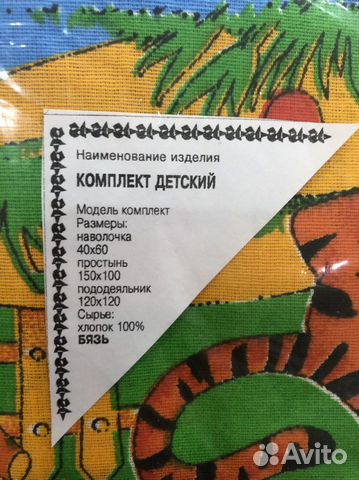 Наименование изделия
КОМПЛЕКТ ДЕТСКИЙ
Модель комплект
Размеры:
наволочка
40х60
простынь
150х100
пододеяльник
120х120
Сырье:
хлопок 100%
БЯЗЬ
Avito